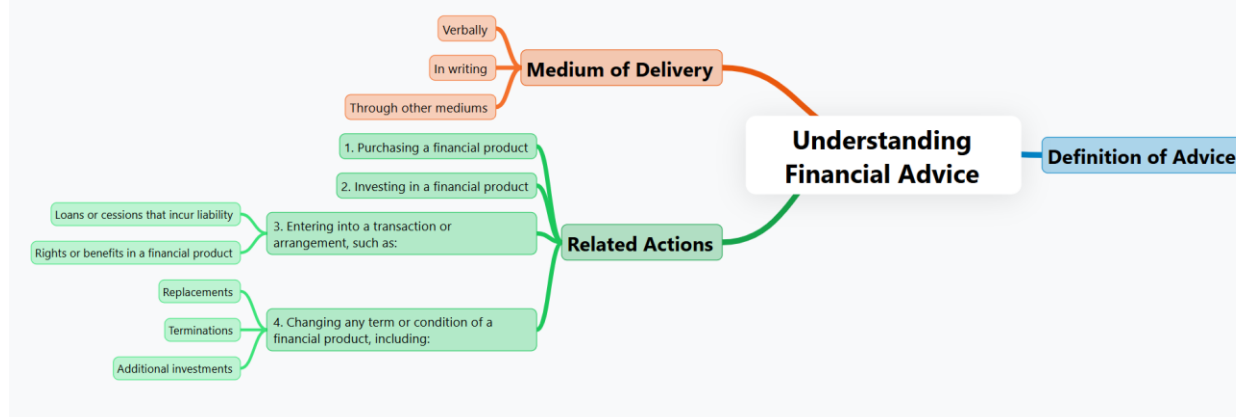 Understanding
Financial Advice
Definition of Advice
Medium of Delivery
Verbally
In writing
Through other mediums
Related Actions
1. Purchasing a financial product
2. Investing in a financial product
3. Entering into a transaction or
arrangement, such as:
Loans or cessions that incur liability
Rights or benefits in a financial product
4. Changing any term or condition of a
financial product, including:
Replacements
Terminations
Additional investments